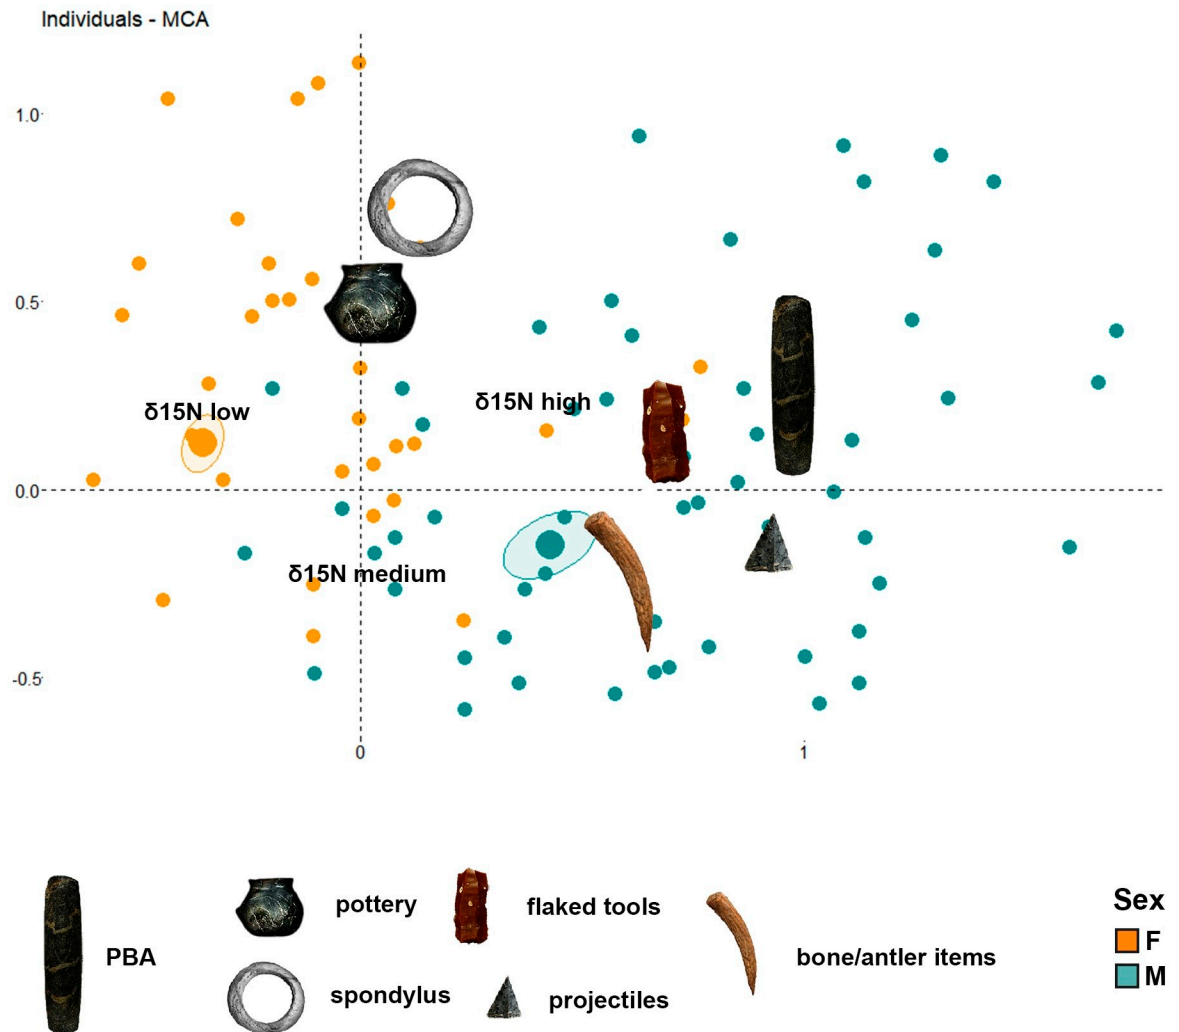 Individuals - MCA
1.0
0.5
δ15N low
δ15N high
0.0
δ15N medium
-0.5
0
1
PBA
pottery
flaked tools
spondylus
projectiles
bone/antler items
Sex
F
M